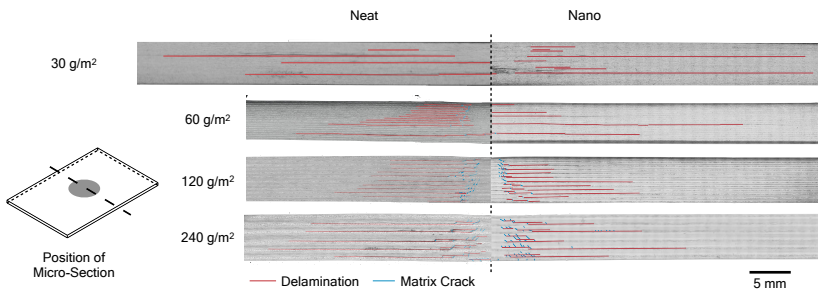 Neat Nano
30 g/m²
60 g/m²
120 g/m²
240 g/m²
Position of
Micro-Section
Delamination Matrix Crack
5 mm